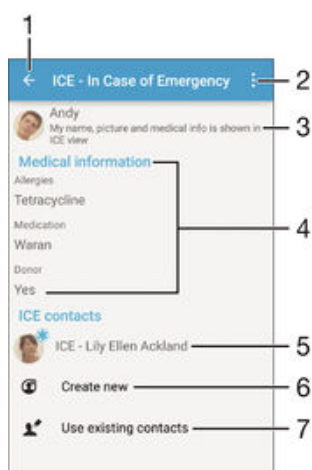 1
ICE - In Case of Emergency
2
Andy
My name, picture and medical info is shown in
ICE view
3
Medical information
Allergies
Tetracycline
Medication
Waran
Donor
Yes
4
ICE contacts
ICE - Lily Ellen Ackland
5
Create new
6
Use existing contacts
7